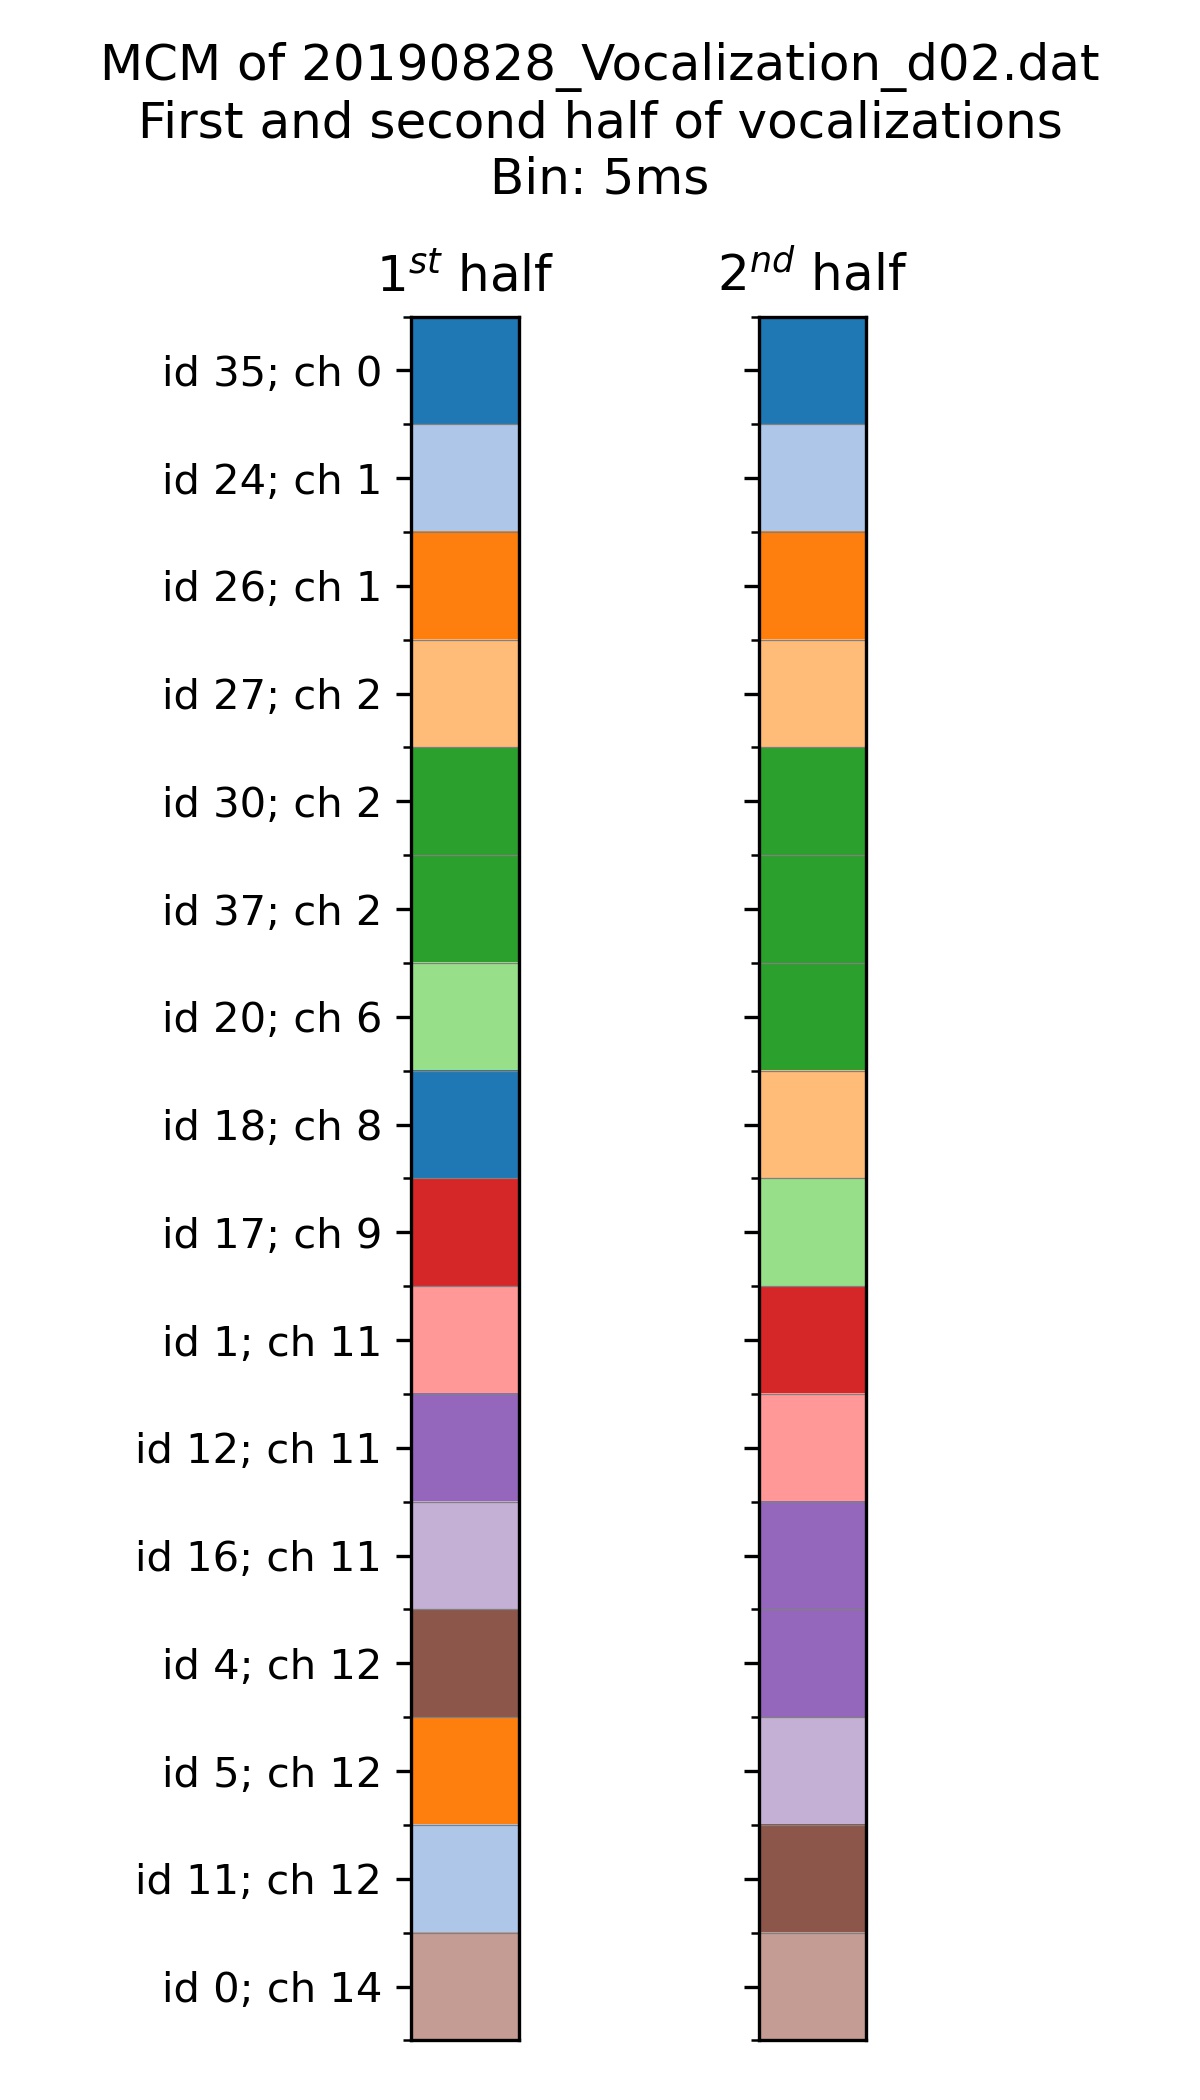 MCM of 20190828_Vocalization_d02.dat
First and second half of vocalizations
Bin: 5ms
1st half 2nd half
id 35; ch 0
id 24; ch 1
id 26; ch 1
id 27; ch 2
id 30; ch 2
id 37; ch 2
id 20; ch 6
id 18; ch 8
id 17; ch 9
id 1; ch 11
id 12; ch 11
id 16; ch 11
id 4; ch 12
id 5; ch 12
id 11; ch 12
id 0; ch 14